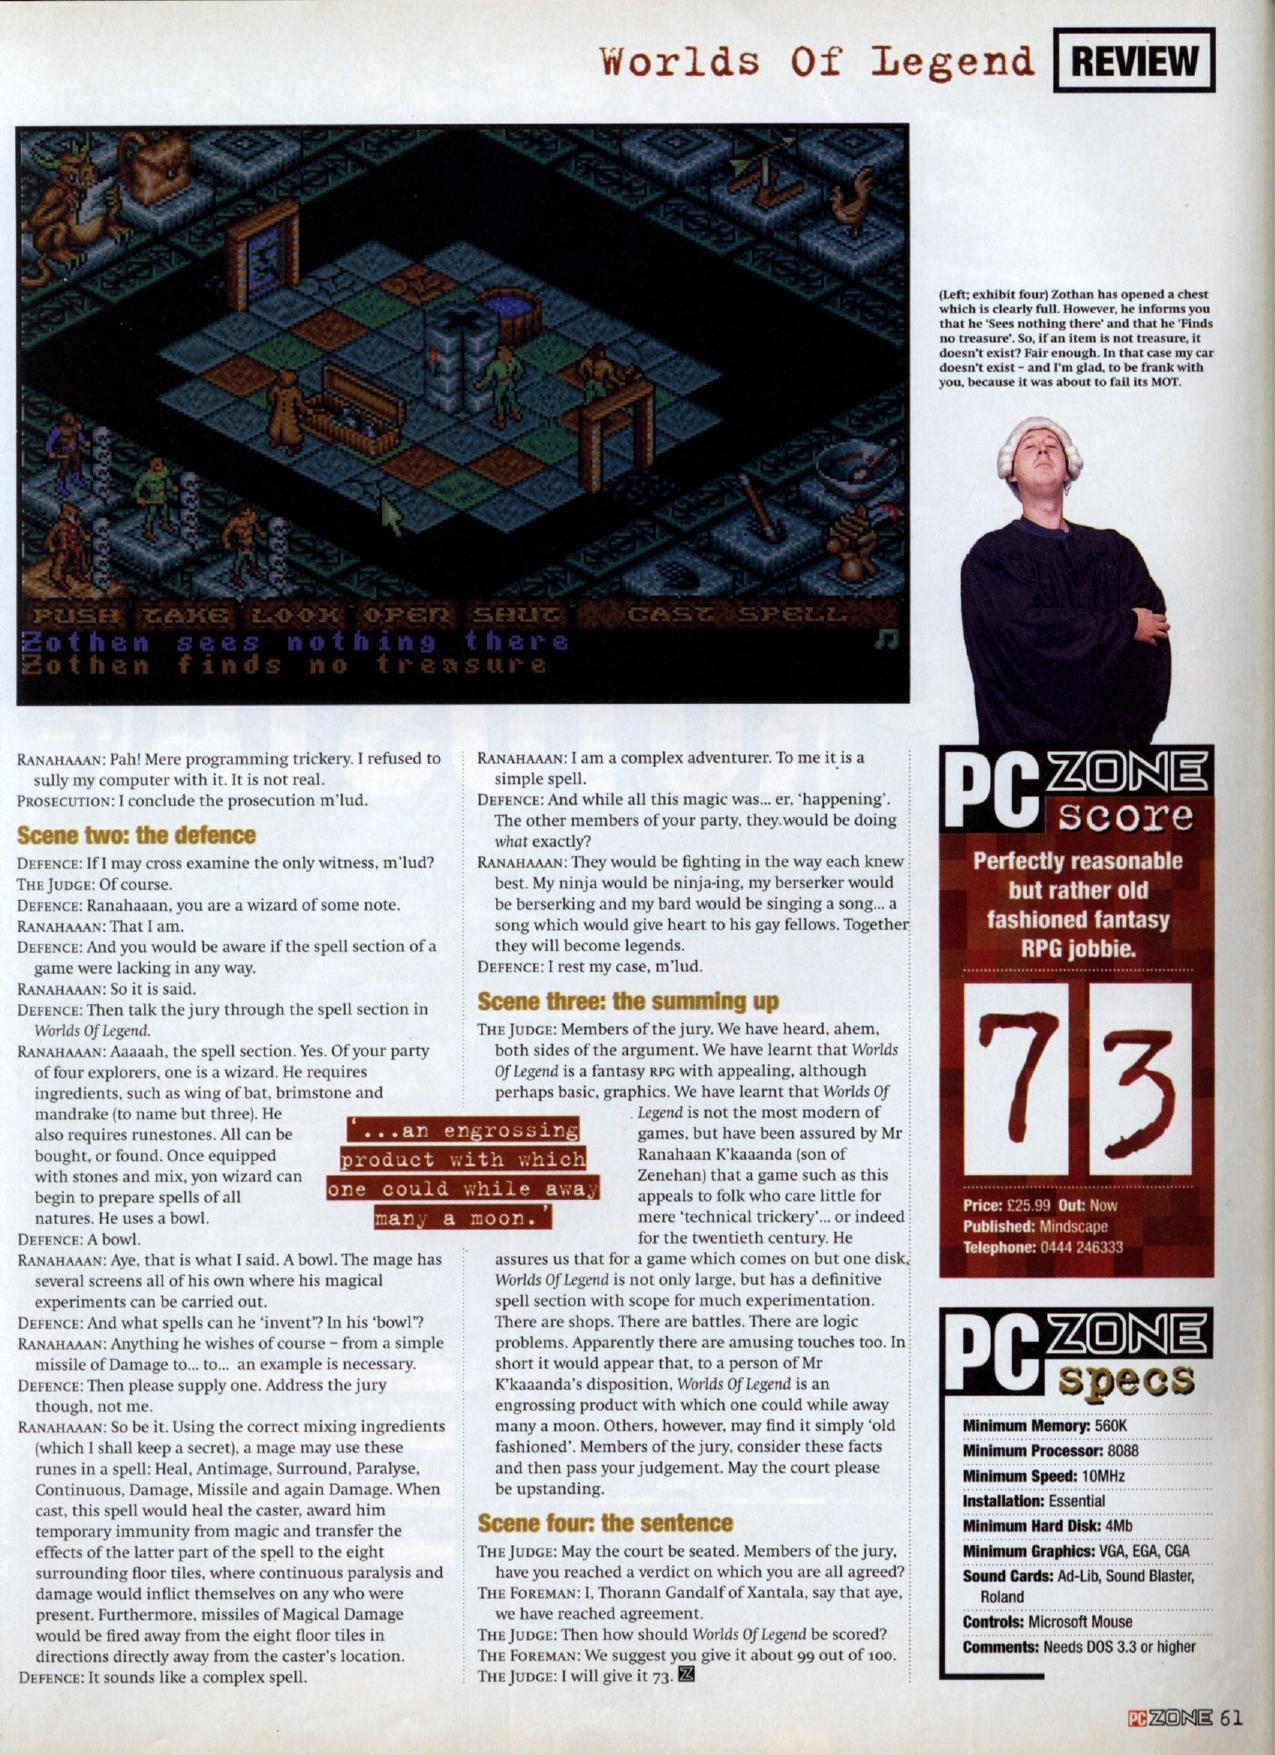 Worlds Of Legend REVIEW
PUSH TAKE LOOK OPEN SHUT CAST SPELL
Zothen sees nothing there
Zothen finds no treasure
(Left; exhibit four) Zothan has opened a chest
which is clearly full. However, he informes you
that he ‘Sees nothing there’ and that he ‘Finds
no treasure’. So, if an item is not treasure, it
doesn’t exist? Fair enough. In that case my car
doesn’t exist – and I’m glad, to be frank with
you, because it was about to fail its MOT.
RANAHAAAN: Pah! Mere programming trickery. I refused to
sully my computer with it. It is not real.
PROSECUTION: I conclude the prosecution m’lud.
Scene two: the defence
DEFENCE: If I may cross examine the only witness, m’lud?
THE JUDGE: Of course.
DEFENCE: Ranahaaan, you are a wizard of some note.
RANAHAAAN: That I am.
DEFENCE: And you would be aware if the spell section of a
game were lacking in any way.
RANAHAAAN: So it is said.
DEFENCE: Then talk the jury through the spell section in
Worlds Of Legend.
RANAHAAAN: Aaaaah, the spell section. Yes. Of your party
of four explorers, one is a wizard. He requires
ingredients, such as wing of bat, brimstone and
mandrake (to name but three). He
also requires runestones. All can be
bought, or found. Once equipped
with stones and mix, yon wizard can
begin to prepare spells of all
natures. He uses a bowl.
DEFENCE: A bowl.
RANAHAAAN: Aye, that is what I said. A bowl. The mage has
several screens all of his own where his magical
experiments can be carried out.
DEFENCE: And what spells can he ‘invent’? In his ‘bowl’?
RANAHAAAN: Anything he wishes of course – from a simple
missile of Damage to... to... an example is necessary.
DEFENCE: Then please supply one. Address the jury
though, not me.
RANAHAAAN: So be it. Using the correct mixing ingredients
(which I shall keep a secret), a mage may use these
runes in a spell: Heal, Antimage, Surround, Paralyse,
Continuous, Damage, Missile and again Damage. When
cast, this spell would heal the caster, award him
temporary immunity from magic and transfer the
effects of the latter part of the spell to the eight
surrounding floor tiles, where continuous paralysis and
damage would inflict themselves on any who were
present. Furthermore, missiles of Magical Damage
would be fired away from the eight floor tiles in
directions directly away from the caster’s location.
DEFENCE: It sounds like a complex spell.
‘...an engrossing
product with which
one could while away
many a moon.’
RANAHAAAN: I am a complex adventurer. To me it is a
simple spell.
DEFENCE: And while all this magic was... er, ‘happening’.
The other members of your party, they would be doing
what exactly?
RANAHAAAN: They would be fighting in the way each knew
best. My ninja would be ninja-ing, my berserker would
be berserking and my bard would be singing a song... a
song which would give heart to his gay fellows. Together
they will become legends.
DEFENCE: I rest my case, m’lud.
Scene three: the summing up
THE JUDGE: Members of the jury. We have heard, ahem,
both sides of the argument. We have learnt that Worlds
Of Legend is a fantasy RPG with appealing, although
perhaps basic, graphics. We have learnt that Worlds Of
Legend is not the most modern of
games, but have been assured by Mr
Ranahaan K’kaaanda (son of
Zenehan) that a game such as this
appeals to folk who care little for
mere ‘technical trickery’... or indeed
for the twentieth century. He
assures us that for a game which comes on but one disk,
Worlds Of Legend is not only large, but has a definitive
spell section with scope for much experimentation.
There are shops. There are battles. There are logic
problems. Apparently there are amusing touches too. In
short it would appear that, to a person of Mr
K’kaaanda’s disposition, Worlds Of Legend is an
engrossing product with which one could while away
many a moon. Others, however, may find it simply ‘old
fashioned’. Members of the jury, consider these facts
and then pass your judgement. May the court please
be upstanding.
Scene four: the sentence
THE JUDGE: May the court be seated. Members of the jury,
have you reached a verdict on which you are all agreed?
THE FOREMAN: I, Thorann Gandalf of Xantala, say that aye,
we have reached agreement.
THE JUDGE: Then how should Worlds Of Legend be scored?
THE FOREMAN: We suggest you give it about 99 out of 100.
THE JUDGE: I will give it 73. Z
PC ZONE
score
Perfectly reasonable
but rather old
fashioned fantasy
RPG jobbie.
73
Price: £25.99 Out: Now
Published: Mindscape
Telephone: 0444 246333
PC ZONE
specs
Minimum Memory: 560K
Minimum Processor: 8088
Minimum Speed: 10MHz
Installation: Essential
Minimum Hard Disk: 4Mb
Minimum Graphics: VGA, EGA, CGA
Sound Cards: Ad-Lib, Sound Blaster,
Roland
Controls: Microsoft Mouse
Comments: Needs DOS 3.3 or higher
PC ZONE 61